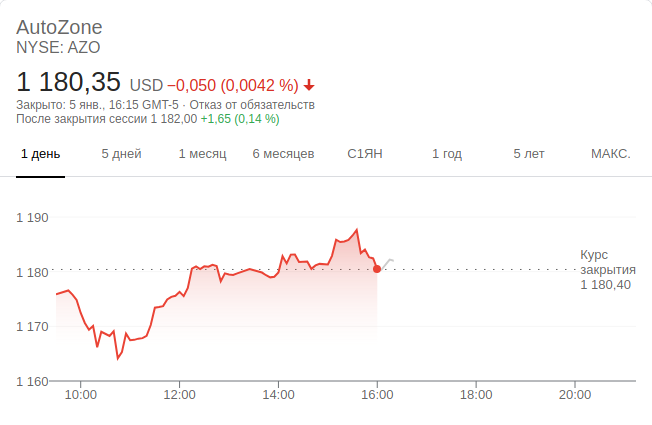 AutoZone
NYSE: AZO
1 180,35 USD −0,050 (0,0042 %)
Закрыто: 5 янв., 16:15 GMT-5 · Отказ от обязательств
После закрытия сессии 1 182,00 +1,65 (0,14 %)
1 день 5 дней 1 месяц 6 месяцев С1ЯН 1 год 5 лет МАКС.
1 190
1 180
1 170
1 160
Курс
закрытия
1 180,40
10:00 12:00 14:00 16:00 18:00 20:00